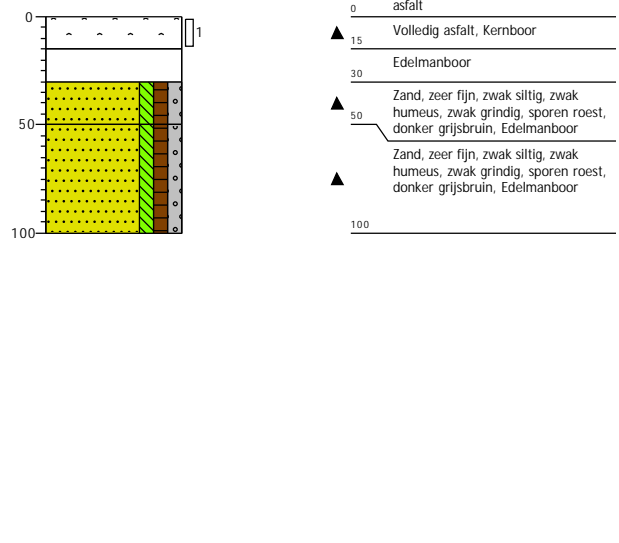 asfalt
0
0
Volledig asfalt, Kernboor
1
15
Edelmanboor
30
Zand, zeer fijn, zwak siltig, zwak
humeus, zwak grindig, sporen roest,
donker grijsbruin, Edelmanboor
50
50
Zand, zeer fijn, zwak siltig, zwak
humeus, zwak grindig, sporen roest,
donker grijsbruin, Edelmanboor
100
100